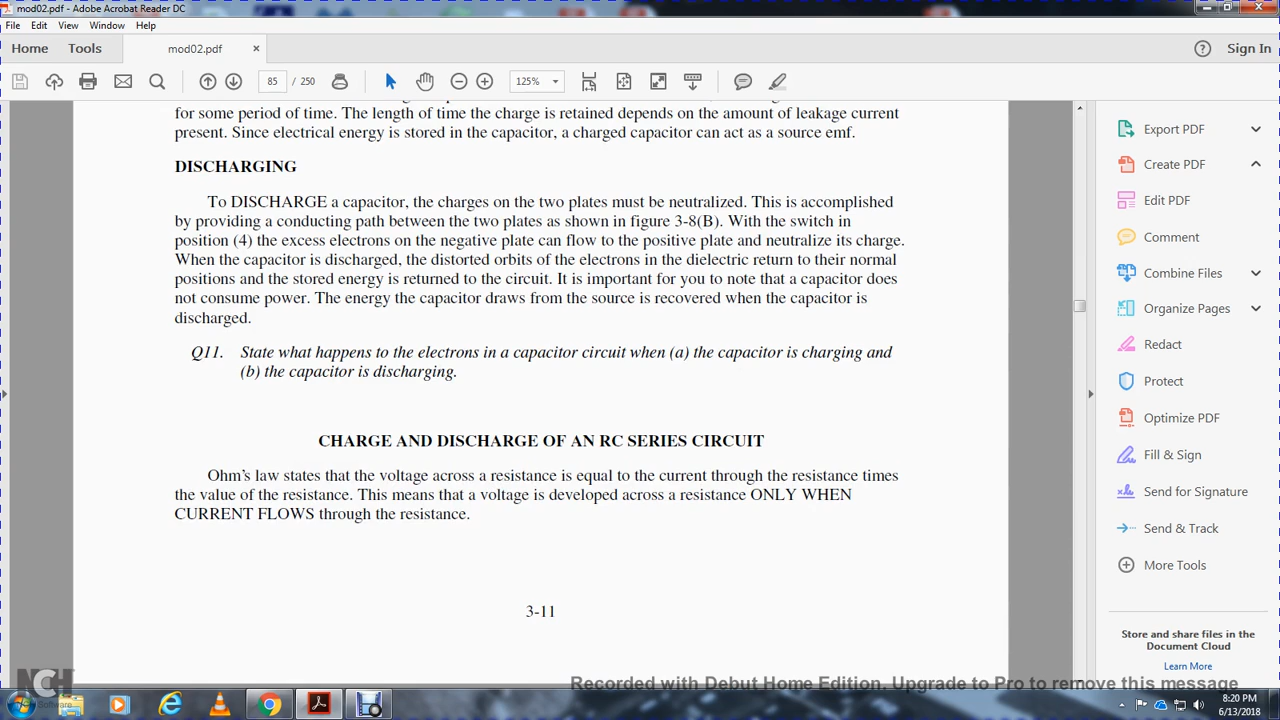 mod02.pdf - Adobe Acrobat Reader DC
File Edit View Window Help
Home Tools mod02.pdf × Sign In
85 / 250 125%
for some period of time. The length of time the charge is retained depends on the amount of leakage current
present. Since electrical energy is stored in the capacitor, a charged capacitor can act as a source emf.
DISCHARGING
To DISCHARGE a capacitor, the charges on the two plates must be neutralized. This is accomplished
by providing a conducting path between the two plates as shown in figure 3-8(B). With the switch in
position (4) the excess electrons on the negative plate can flow to the positive plate and neutralize its charge.
When the capacitor is discharged, the distorted orbits of the electrons in the dielectric return to their normal
positions and the stored energy is returned to the circuit. It is important for you to note that a capacitor does
not consume power. The energy the capacitor draws from the source is recovered when the capacitor is
discharged.
Q11. State what happens to the electrons in a capacitor circuit when (a) the capacitor is charging and
(b) the capacitor is discharging.
CHARGE AND DISCHARGE OF AN RC SERIES CIRCUIT
Ohm's law states that the voltage across a resistance is equal to the current through the resistance times
the value of the resistance. This means that a voltage is developed across a resistance ONLY WHEN
CURRENT FLOWS through the resistance.
3-11
Export PDF
Create PDF
Edit PDF
Comment
Combine Files
Organize Pages
Redact
Protect
Optimize PDF
Fill & Sign
Send for Signature
Send & Track
More Tools
Store and share files in the
Document Cloud
Learn More
NCH
Software
Recorded with Debut Home Edition. Upgrade to Pro to remove this message
8:20 PM
6/13/2018